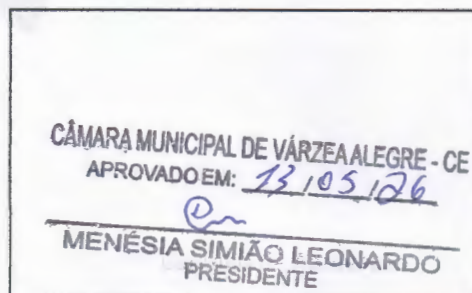 CÂMARA MUNICIPAL DE VÁRZEA ALEGRE - CE
APROVADO EM: 13 / 05 / 26
MENÉSIA SIMIÃO LEONARDO
PRESIDENTE